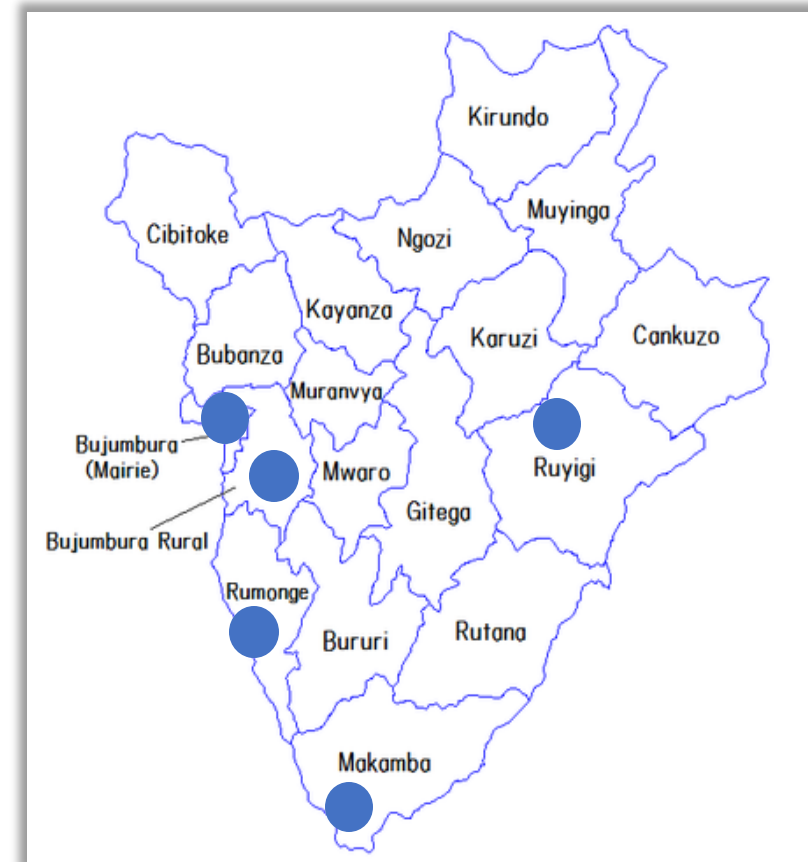 Kirundo
Muyinga
Cibitoke
Ngozi
Kayanza
Karuzi
Cankuzo
Bubanza
Muranvya
Bujumbura
(Mairie)
Mwaro
Ruyigi
Gitega
Bujumbura Rural
Rumonge
Bururi
Rutana
Makamba